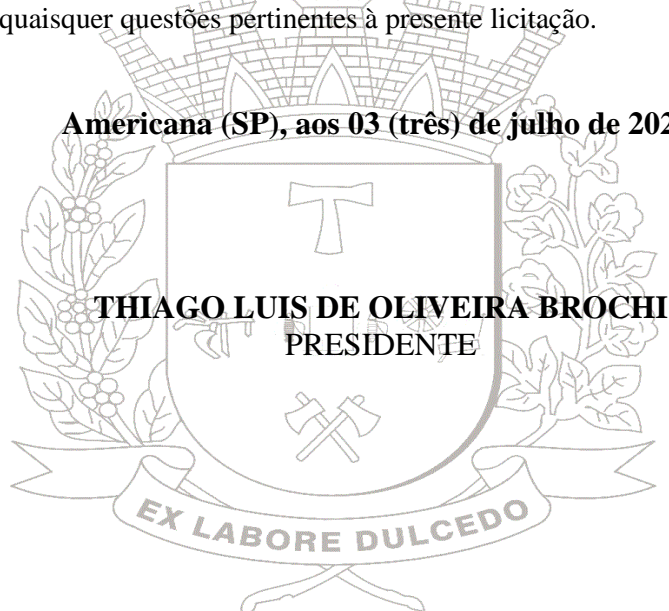 quaisquer questões pertinentes à presente licitação.
Americana (SP), aos 03 (três) de julho de 202
THIAGO LUIS DE OLIVEIRA BROCHI
PRESIDENTE
EX LABORE DULCEDO